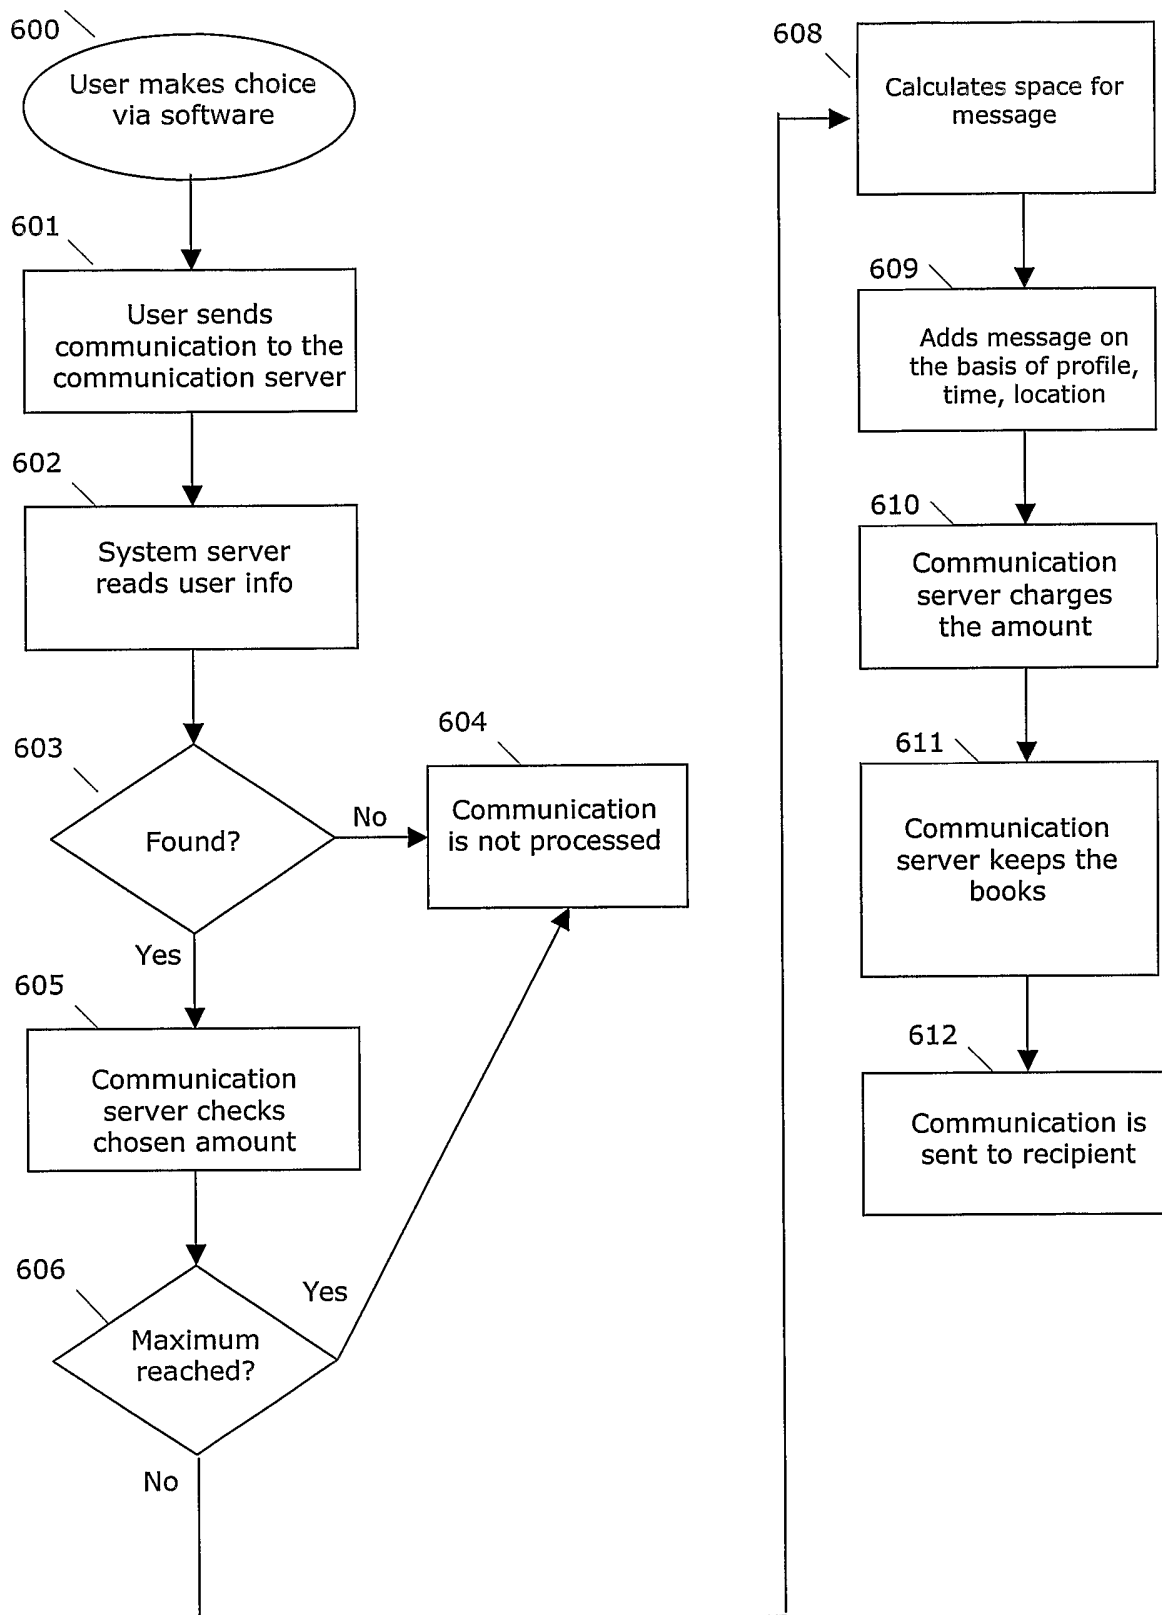 600
User makes choice
via software
601
User sends
communication to the
communication server
602
System server
reads user info
603
Found?
No
604
Communication
is not processed
Yes
605
Communication
server checks
chosen amount
606
Maximum
reached?
Yes
No
608
Calculates space for
message
609
Adds message on
the basis of profile,
time, location
610
Communication
server charges
the amount
611
Communication
server keeps the
books
612
Communication is
sent to recipient